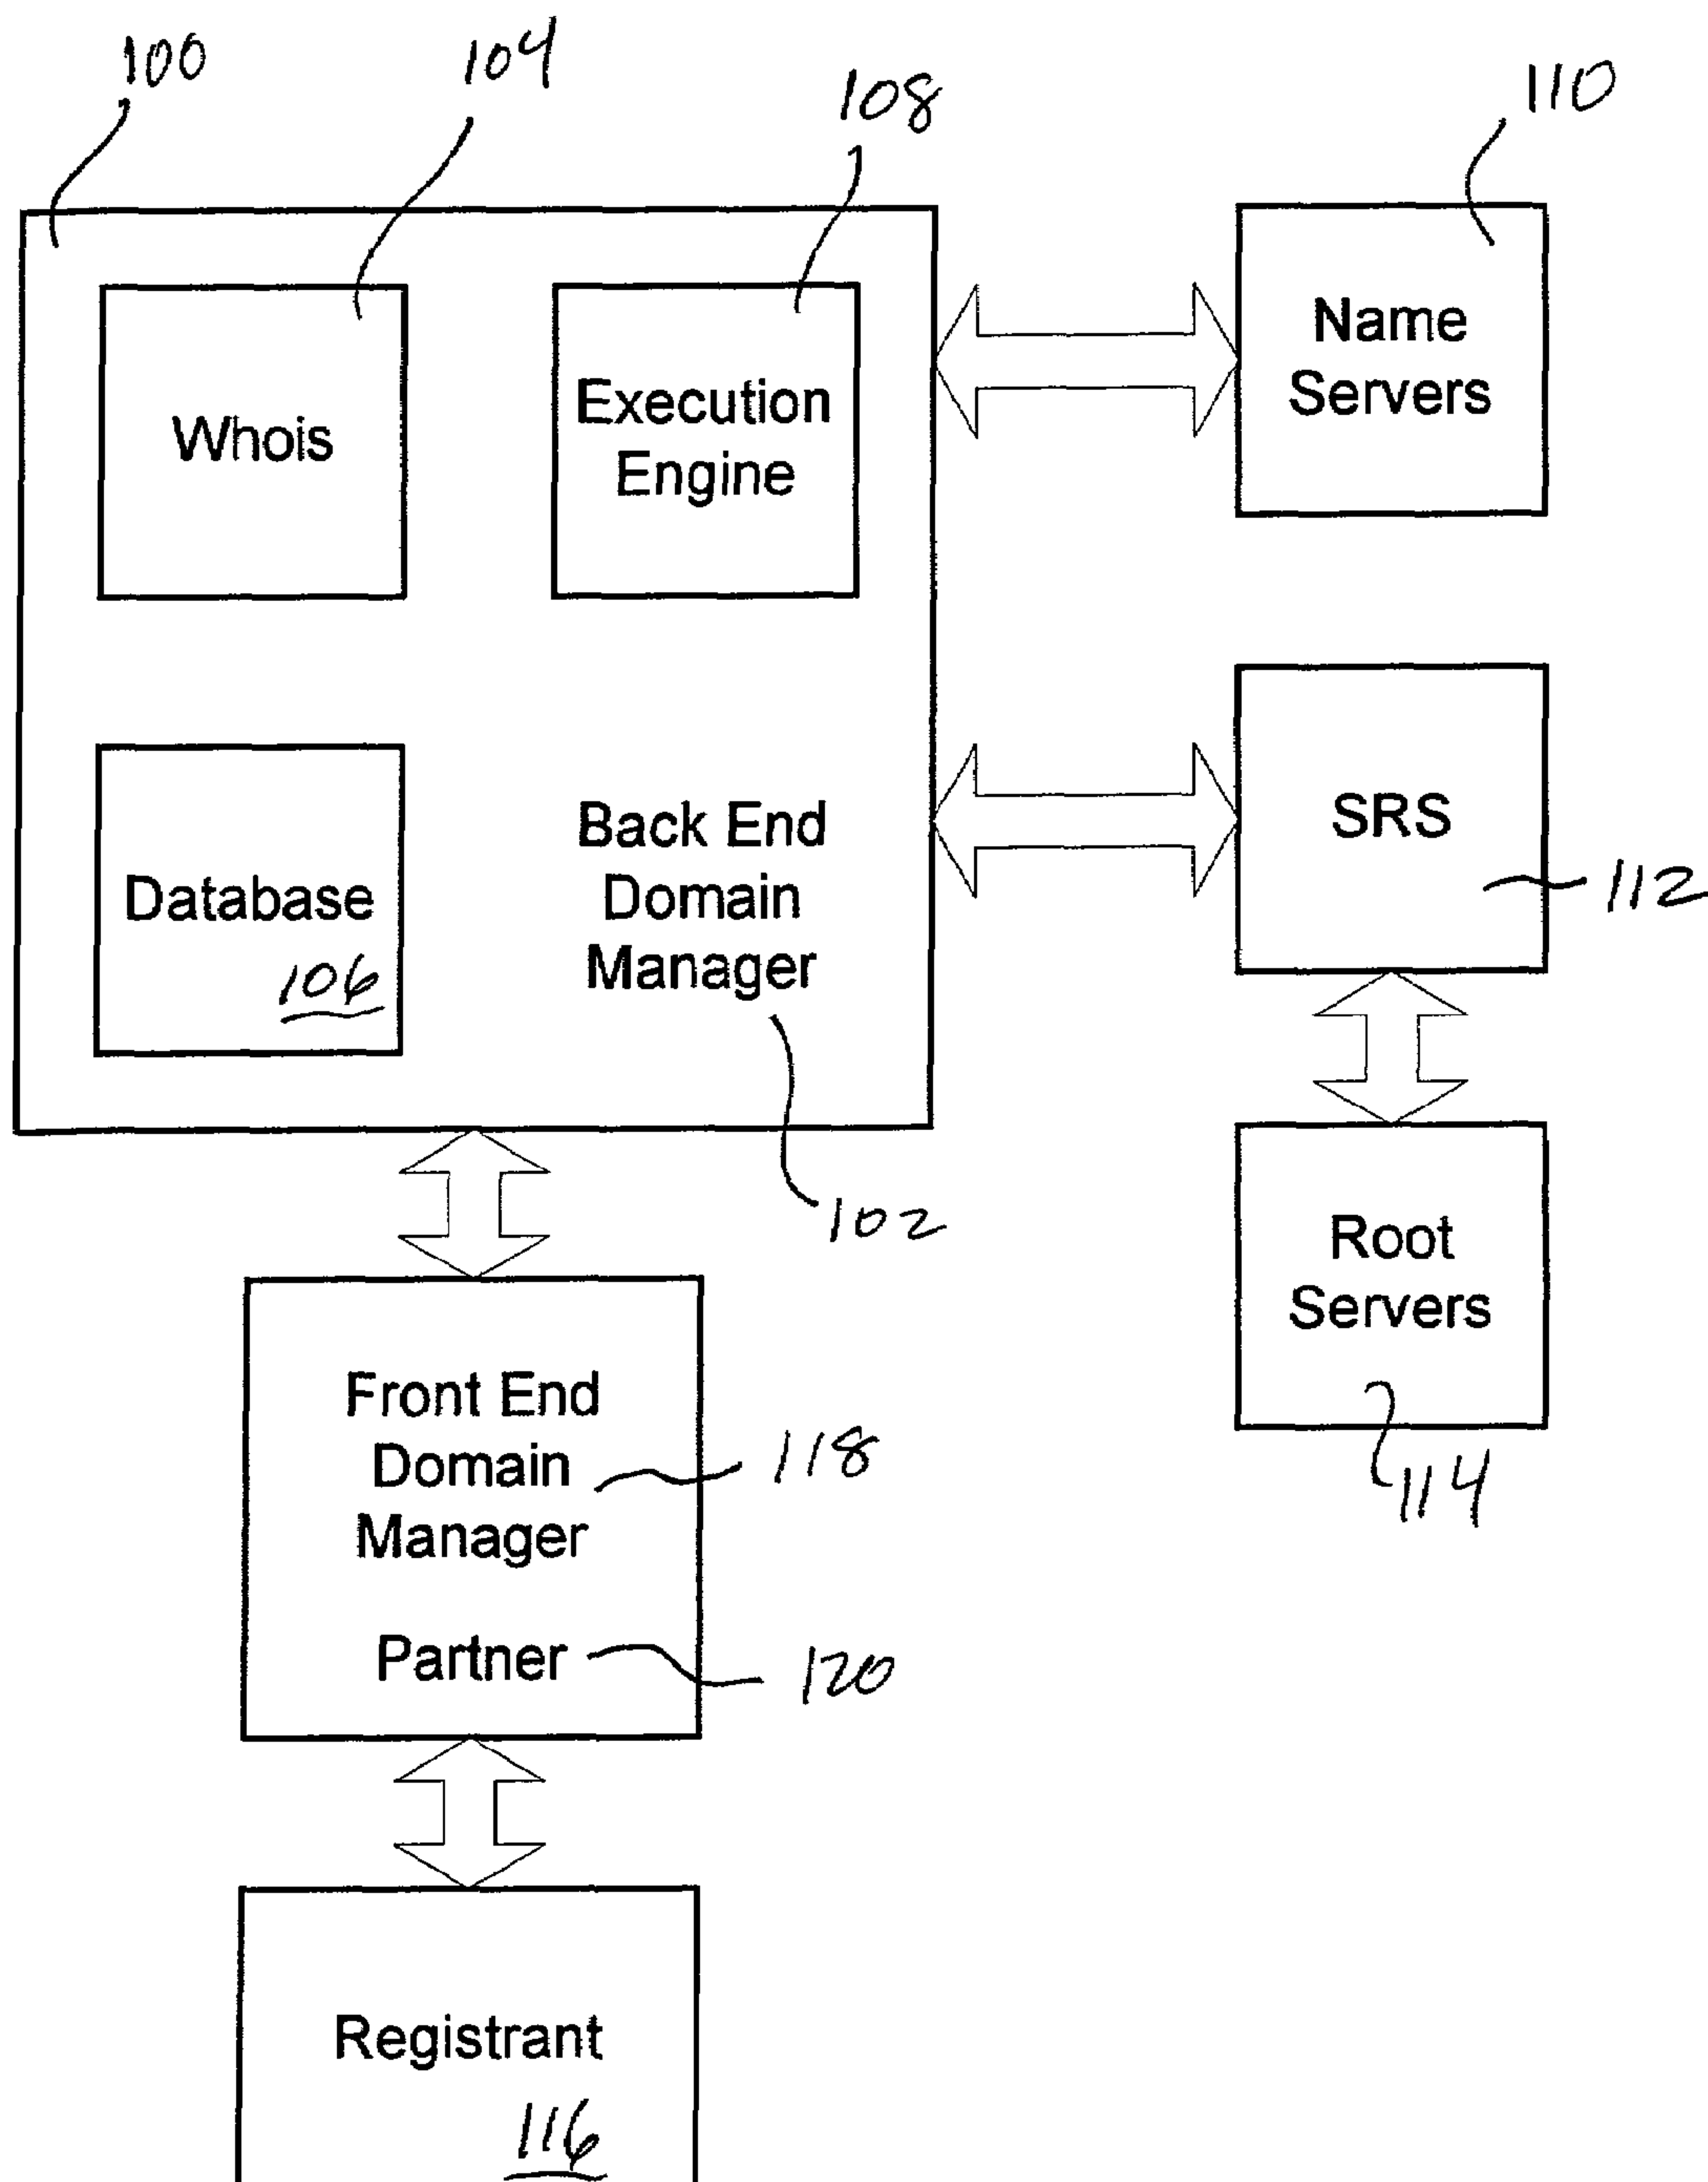 100
104
108
110
Whois
Execution
Engine
Name
Servers
Database
106
Back End
Domain
Manager
102
SRS
112
Root
Servers
114
Front End
Domain
Manager
118
Partner
120
Registrant
116